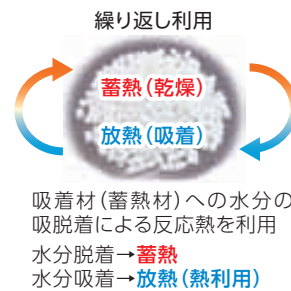 繰り返し利用
蓄熱(乾燥)
放熱(吸着)
吸着材(蓄熱材)への水分の
吸脱着による反応熱を利用
水分脱着→蓄熱
水分吸着→放熱(熱利用)